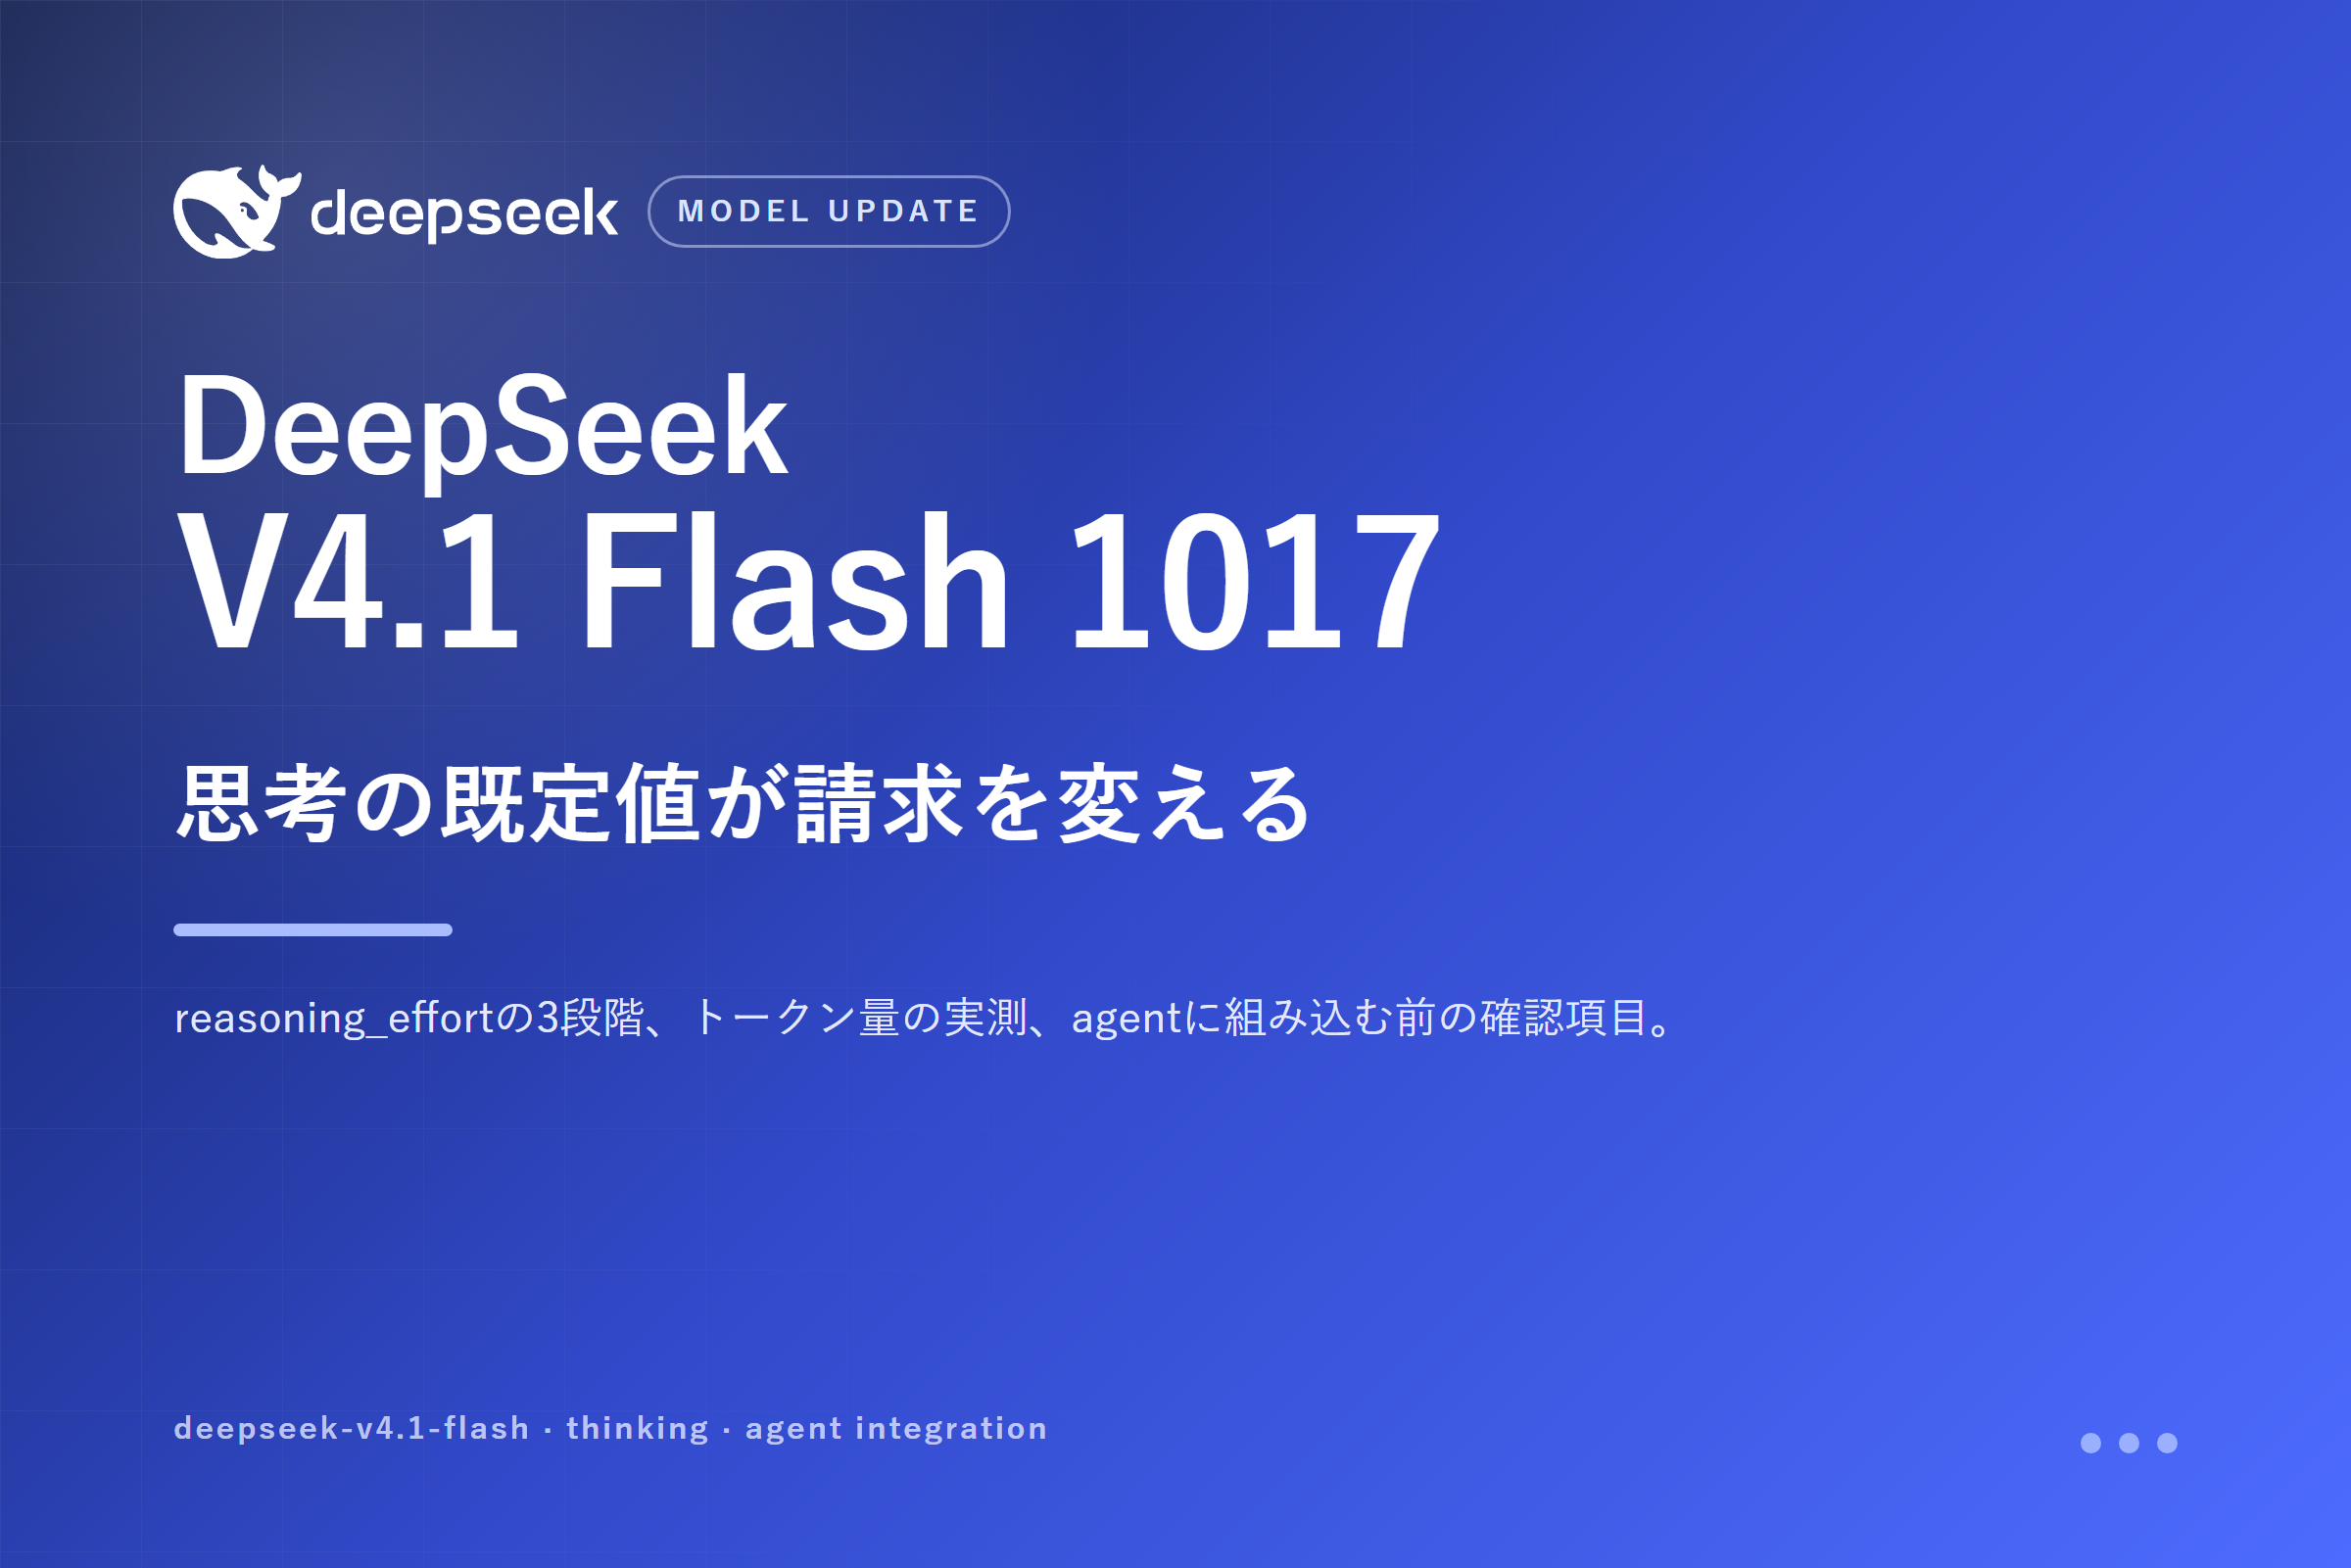 deepseek MODEL UPDATE
DeepSeek
V4.1 Flash 1017
思考の既定値が請求を変える
reasoning_effortの3段階、トークン量の実測、agentに組み込む前の確認項目。
deepseek-v4.1-flash · thinking · agent integration